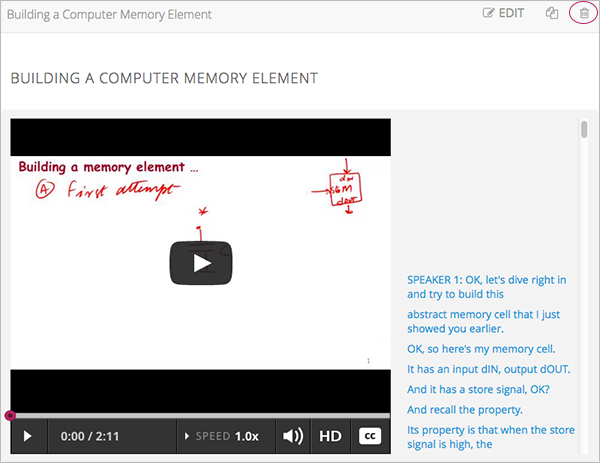 Building a Computer Memory Element
EDIT
BUILDING A COMPUTER MEMORY ELEMENT
Building a memory element ...
A First attempt
dIN
M
dOUT
1
SPEAKER 1: OK, let's dive right in
and try to build this
abstract memory cell that I just
showed you earlier.
OK, so here's my memory cell.
It has an input dIN, output dOUT.
And it has a store signal, OK?
And recall the property.
Its property is that when the store
signal is high, the
0:00 / 2:11
SPEED 1.0x
HD
cc